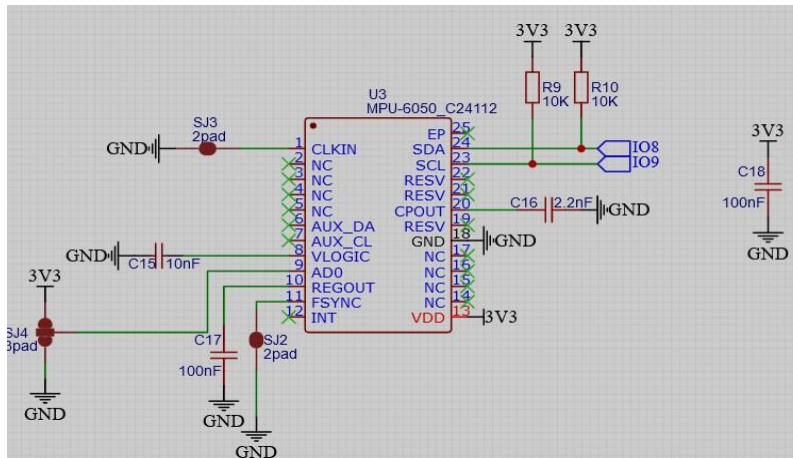 3V3 3V3
U3
MPU-6050_C24112
R9
10K
R10
10K
SJ3
2pad
GND
1 CLKIN
2 NC
3 NC
4 NC
5 NC
6 AUX_DA
7 AUX_CL
8 VLOGIC
9 AD0
10 REGOUT
11 FSYNC
12 INT
EP 25
SDA 24
SCL 23
RESV 22
RESV 21
CPOUT 20
RESV 19
GND 18
NC 17
NC 16
NC 15
NC 14
VDD 13
IO8
IO9
C16 2.2nF
GND
GND
3V3
3V3
C18
100nF
GND
GND
C15 10nF
3V3
SJ4
3pad
GND
C17
100nF
GND
SJ2
2pad
GND